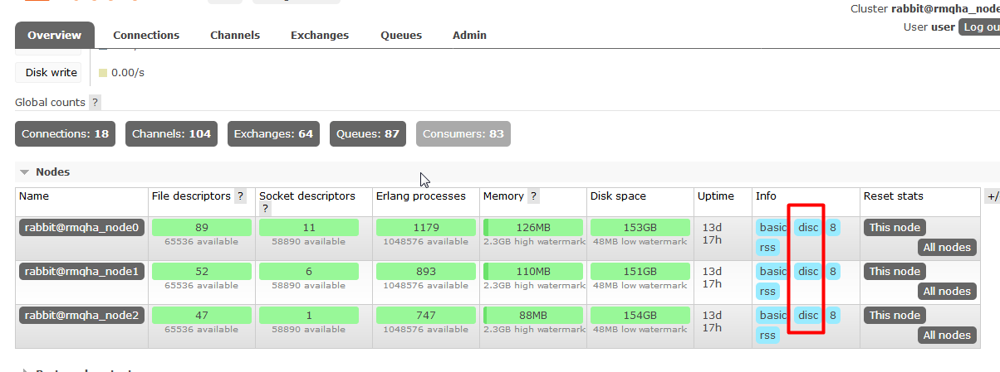 Cluster rabbit@rmqha_node
User user Log ou
Overview Connections Channels Exchanges Queues Admin
Disk write 0.00/s
Global counts ?
Connections: 18 Channels: 104 Exchanges: 64 Queues: 87 Consumers: 83
Nodes
Name File descriptors ? Socket descriptors ? Erlang processes Memory ? Disk space Uptime Info Reset stats +/
rabbit@rmqha_node0 89 11 1179 126MB 153GB 13d 17h basic disc 8 This node
65536 available 58890 available 1048576 available 2.3GB high watermark 48MB low watermark rss All nodes
rabbit@rmqha_node1 52 6 893 110MB 151GB 13d 17h basic disc 8 This node
65536 available 58890 available 1048576 available 2.3GB high watermark 48MB low watermark rss All nodes
rabbit@rmqha_node2 47 1 747 88MB 154GB 13d 17h basic disc 8 This node
65536 available 58890 available 1048576 available 2.3GB high watermark 48MB low watermark rss All nodes